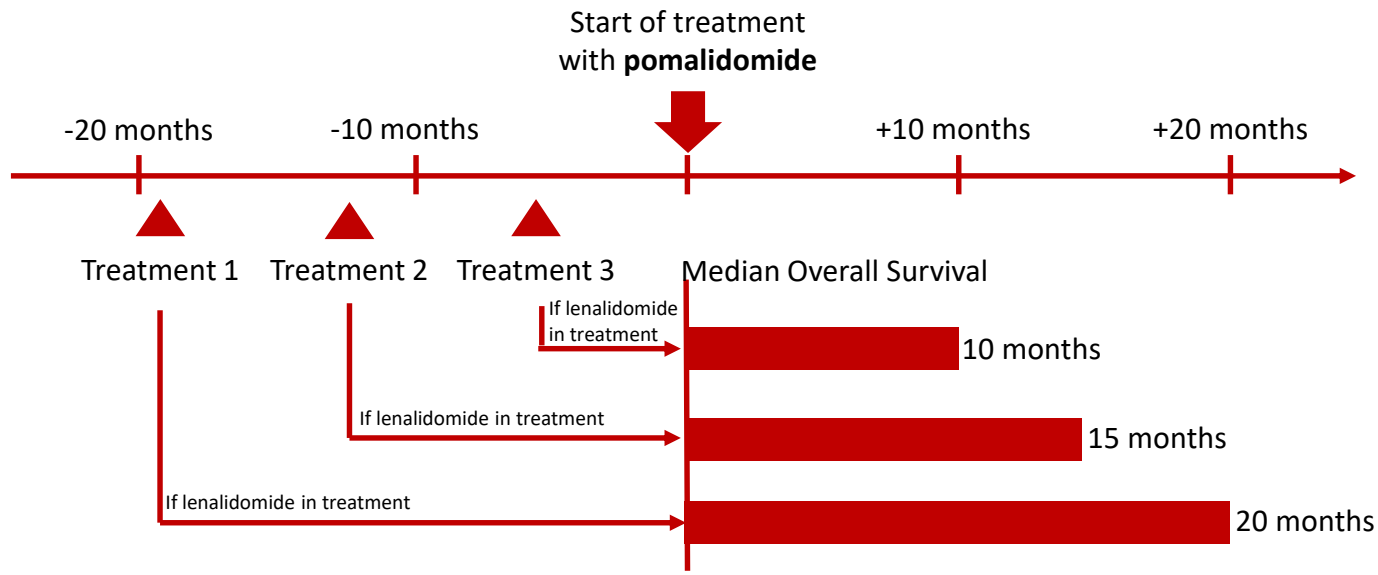 Start of treatment
with pomalidomide
-20 months
-10 months
+10 months
+20 months
Treatment 1
Treatment 2
Treatment 3
Median Overall Survival
If lenalidomide
in treatment
10 months
If lenalidomide in treatment
15 months
If lenalidomide in treatment
20 months